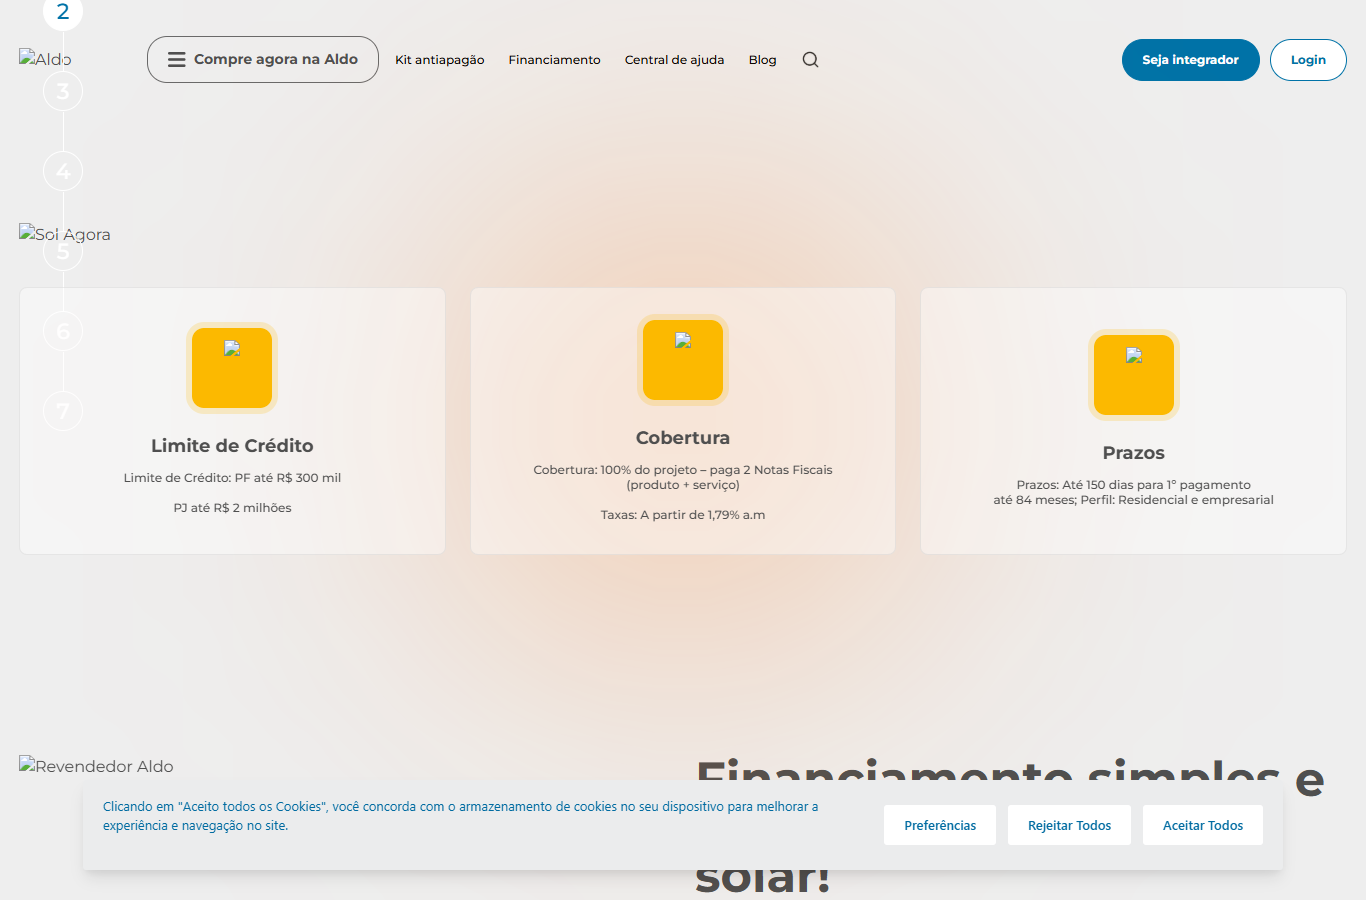 2
Aldo
Compre agora na Aldo
Kit antiapagão
Financiamento
Central de ajuda
Blog
Seja integrador
Login
3
4
Sol Agora
5
6
7
Limite de Crédito
Limite de Crédito: PF até R$ 300 mil
PJ até R$ 2 milhões
Cobertura
Cobertura: 100% do projeto – paga 2 Notas Fiscais
(produto + serviço)
Taxas: A partir de 1,79% a.m
Prazos
Prazos: Até 150 dias para 1º pagamento
até 84 meses; Perfil: Residencial e empresarial
Revendedor Aldo
Financiamento simples e
solar!
Clicando em "Aceito todos os Cookies", você concorda com o armazenamento de cookies no seu dispositivo para melhorar a
experiência e navegação no site.
Preferências
Rejeitar Todos
Aceitar Todos